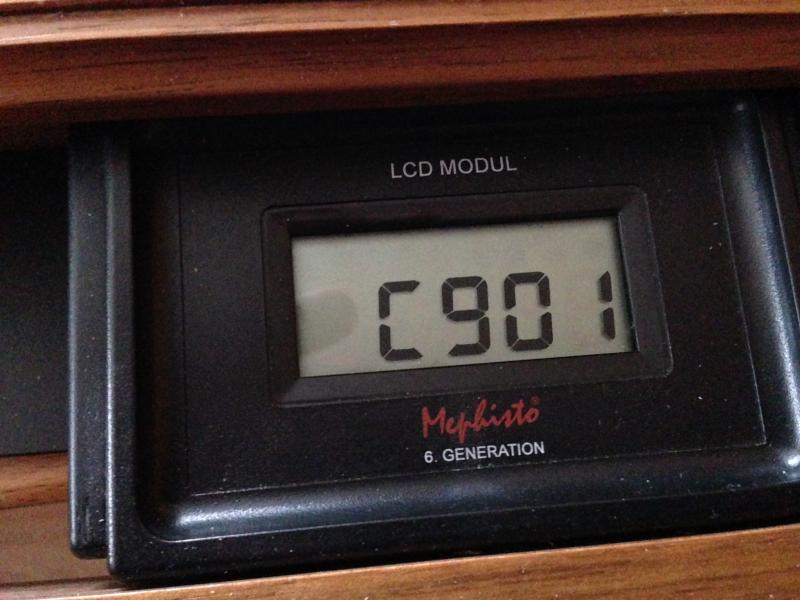 LCD MODUL
C901
Mephisto®
6. GENERATION